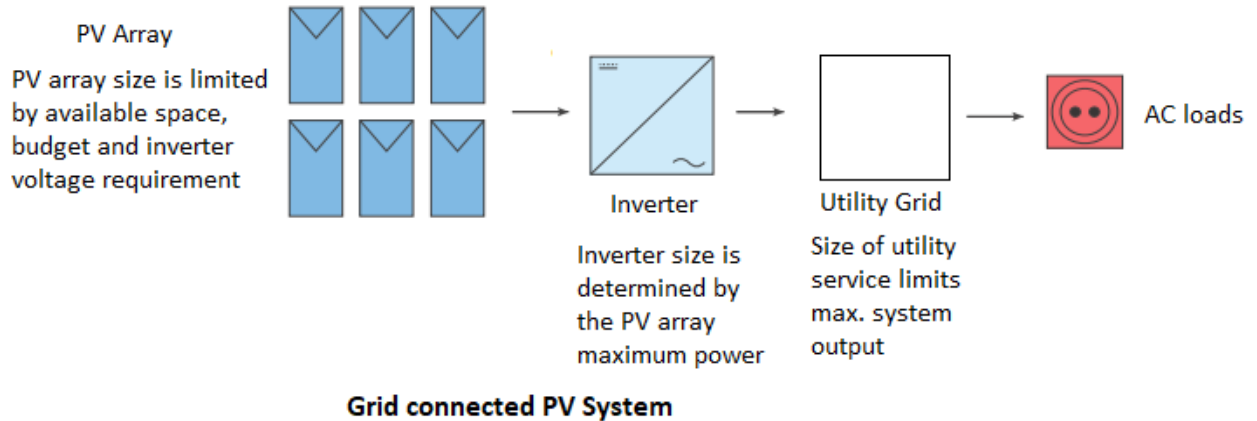 PV Array
PV array size is limited
by available space,
budget and inverter
voltage requirement
Inverter
Inverter size is
determined by
the PV array
maximum power
Utility Grid
Size of utility
service limits
max. system
output
AC loads
Grid connected PV System